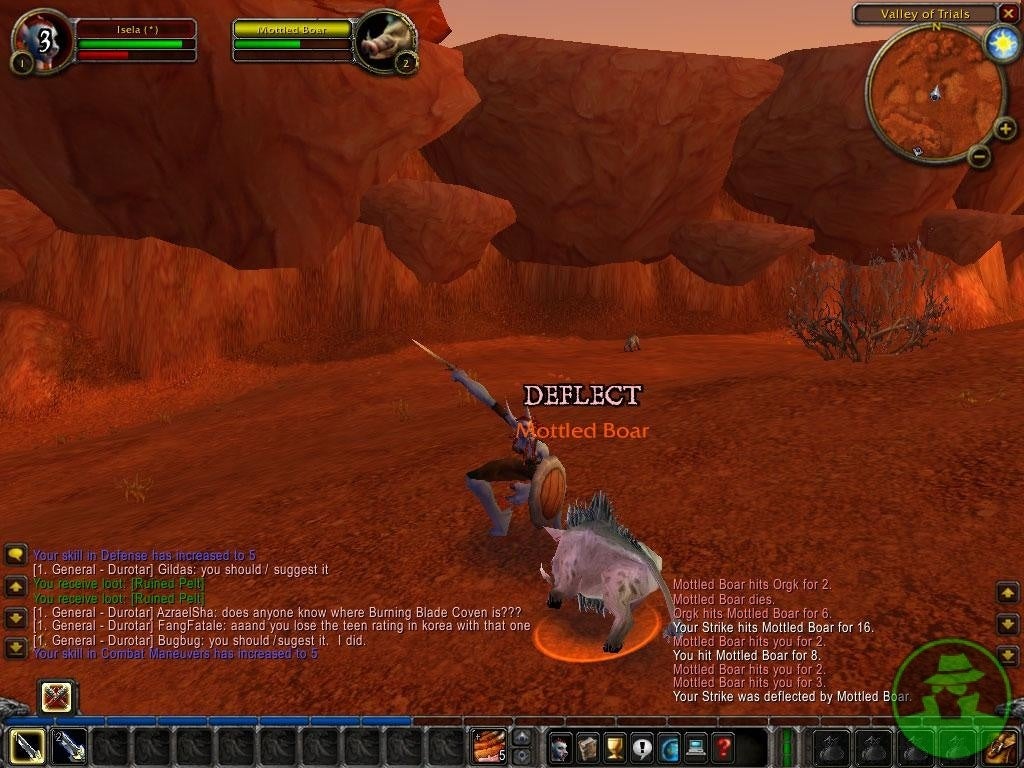 Isela (*)
3
1
Mottled Boar
2
Valley of Trials
N
DEFLECT
Mottled Boar
Your skill in Defense has increased to 5
[1. General - Durotar] Gildas: you should / suggest it
You receive loot: [Ruined Pelt]
You receive loot: [Ruined Pelt]
[1. General - Durotar] AzraelSha: does anyone know where Burning Blade Coven is???
[1. General - Durotar] FangFatale: aaand you lose the teen rating in korea with that one
[1. General - Durotar] Bugbug: you should /sugest it. I did.
Your skill in Combat Maneuvers has increased to 5
Mottled Boar hits Orgk for 2.
Mottled Boar dies.
Orgk hits Mottled Boar for 6.
Your Strike hits Mottled Boar for 16.
Mottled Boar hits you for 2.
You hit Mottled Boar for 8.
Mottled Boar hits you for 2.
Mottled Boar hits you for 3.
Your Strike was deflected by Mottled Boar.
2
5